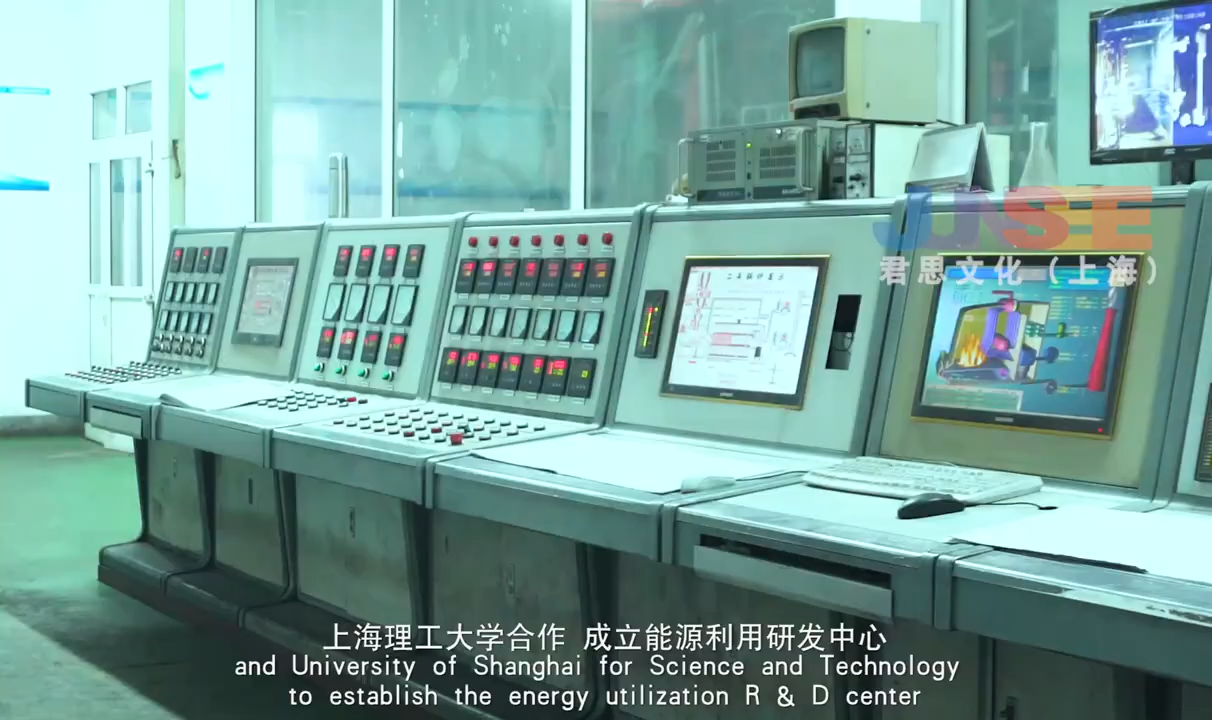 JUNSE
君思文化（上海）
上海理工大学合作 成立能源利用研发中心
and University of Shanghai for Science and Technology
to establish the energy utilization R & D center